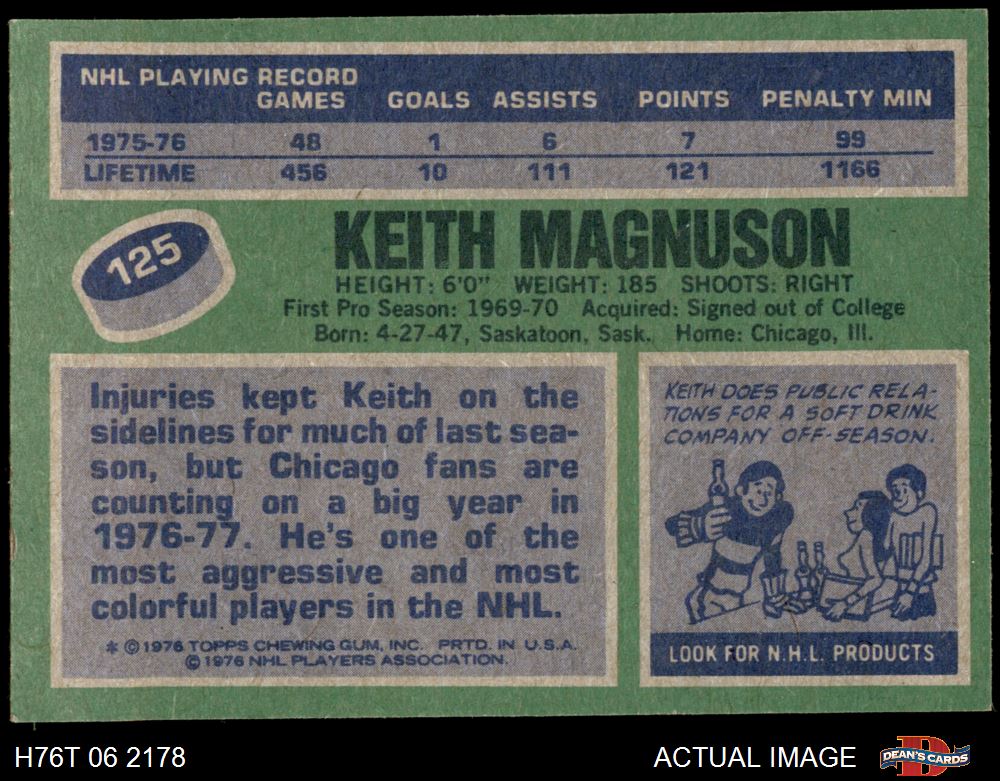 NHL PLAYING RECORD
GAMES GOALS ASSISTS POINTS PENALTY MIN
1975-76 48 1 6 7 99
LIFETIME 456 10 111 121 1166
125
KEITH MAGNUSON
HEIGHT: 6'0" WEIGHT: 185 SHOOTS: RIGHT
First Pro Season: 1969-70 Acquired: Signed out of College
Born: 4-27-47, Saskatoon, Sask. Home: Chicago, Ill.
Injuries kept Keith on the
sidelines for much of last sea-
son, but Chicago fans are
counting on a big year in
1976-77. He's one of the
most aggressive and most
colorful players in the NHL.
* © 1976 TOPPS CHEWING GUM, INC. PRTD. IN U.S.A.
© 1976 NHL PLAYERS ASSOCIATION.
KEITH DOES PUBLIC RELA-
TIONS FOR A SOFT DRINK
COMPANY OFF-SEASON.
LOOK FOR N.H.L. PRODUCTS
H76T 06 2178
ACTUAL IMAGE
D
DEAN'S CARDS